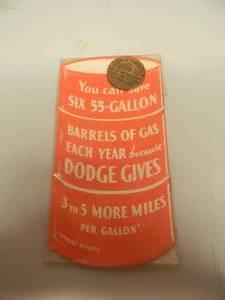 You can save
SIX 55-GALLON
BARRELS OF GAS
EACH YEAR because
DODGE GIVES
3 TO 5 MORE MILES
PER GALLON*